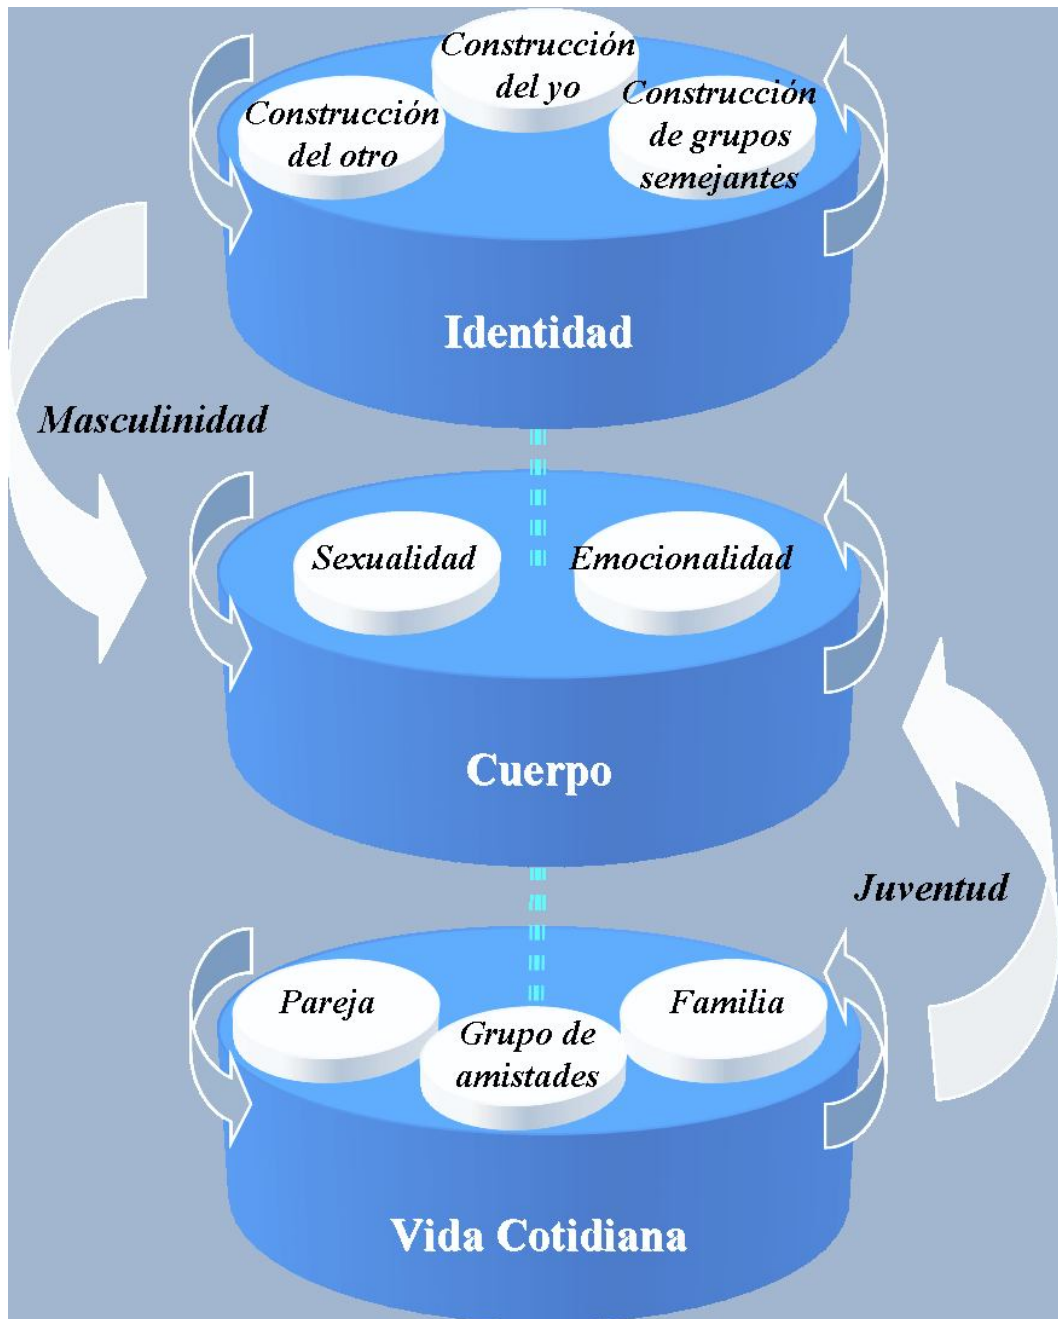 Construcción
del yo
Construcción
del otro
Construcción
de grupos
semejantes
Identidad
Masculinidad
Sexualidad
Emocionalidad
Cuerpo
Juventud
Pareja
Grupo de
amistades
Familia
Vida Cotidiana